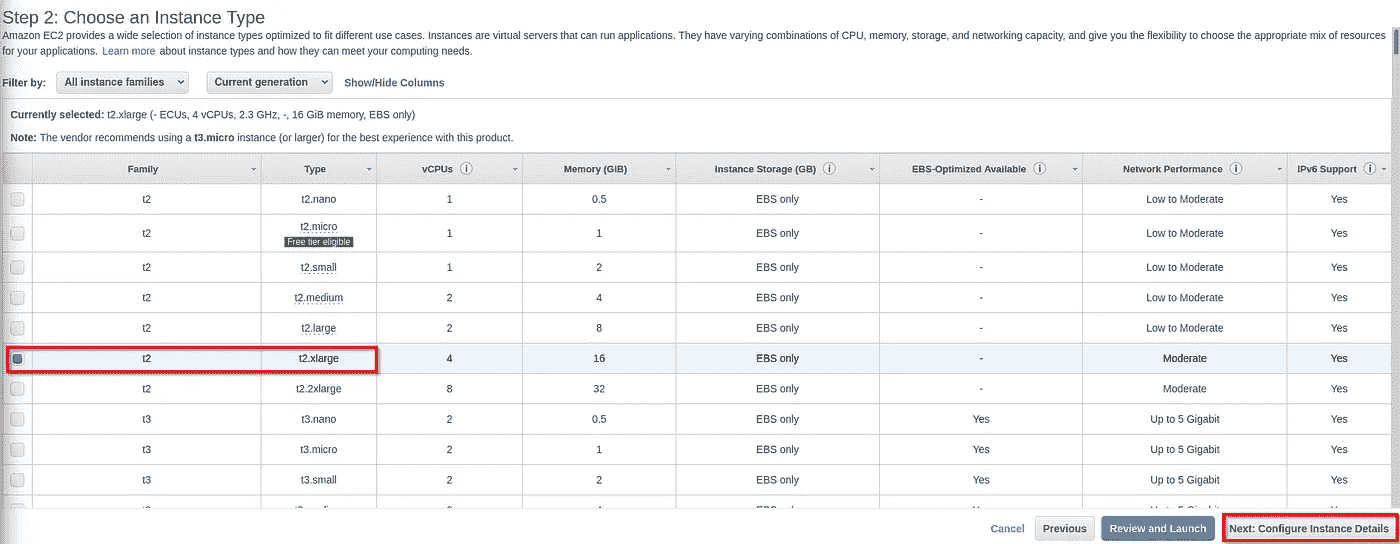 Step 2: Choose an Instance Type
Amazon EC2 provides a wide selection of instance types optimized to fit different use cases. Instances are virtual servers that can run applications. They have varying combinations of CPU, memory, storage, and networking capacity, and give you the flexibility to choose the appropriate mix of resources
for your applications. Learn more about instance types and how they can meet your computing needs.
Filter by: All instance families Current generation Show/Hide Columns
Currently selected: t2.xlarge (- ECUs, 4 vCPUs, 2.3 GHz, -, 16 GiB memory, EBS only)
Note: The vendor recommends using a t3.micro instance (or larger) for the best experience with this product.
Family Type vCPUs Memory (GiB) Instance Storage (GB) EBS-Optimized Available Network Performance IPv6 Support
t2 t2.nano 1 0.5 EBS only - Low to Moderate Yes
t2 t2.micro 1 1 EBS only - Low to Moderate Yes
Free tier eligible
t2 t2.small 1 2 EBS only - Low to Moderate Yes
t2 t2.medium 2 4 EBS only - Low to Moderate Yes
t2 t2.large 2 8 EBS only - Low to Moderate Yes
t2 t2.xlarge 4 16 EBS only - Moderate Yes
t2 t2.2xlarge 8 32 EBS only - Moderate Yes
t3 t3.nano 2 0.5 EBS only Yes Up to 5 Gigabit Yes
t3 t3.micro 2 1 EBS only Yes Up to 5 Gigabit Yes
t3 t3.small 2 2 EBS only Yes Up to 5 Gigabit Yes
Cancel Previous Review and Launch Next: Configure Instance Details